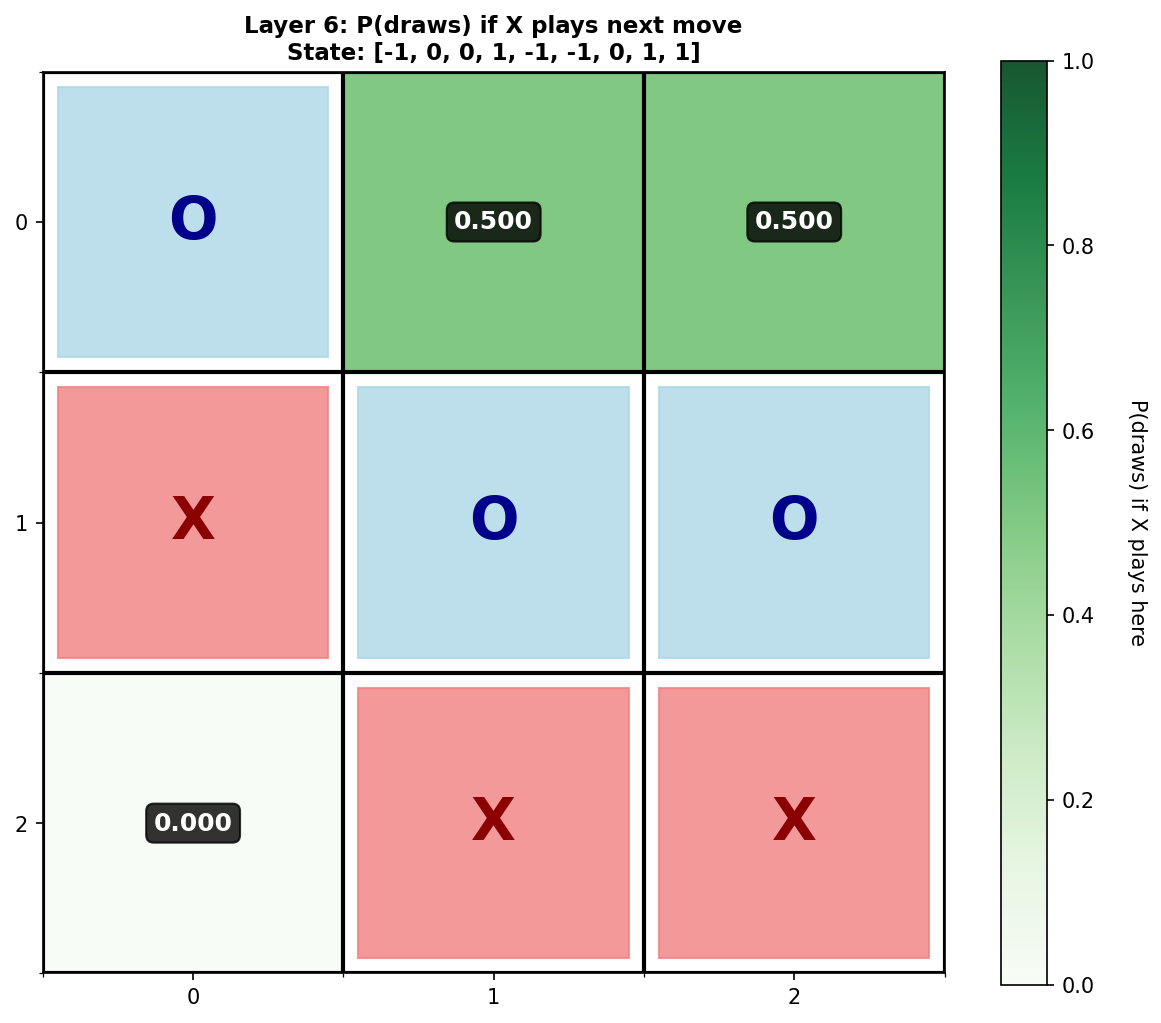 Layer 6: P(draws) if X plays next move
State: [-1, 0, 0, 1, -1, -1, 0, 1, 1]
O
0.500
0.500
X
O
O
0.000
X
X
0
1
2
0
1
2
1.0
0.8
0.6
0.4
0.2
0.0
P(draws) if X plays here